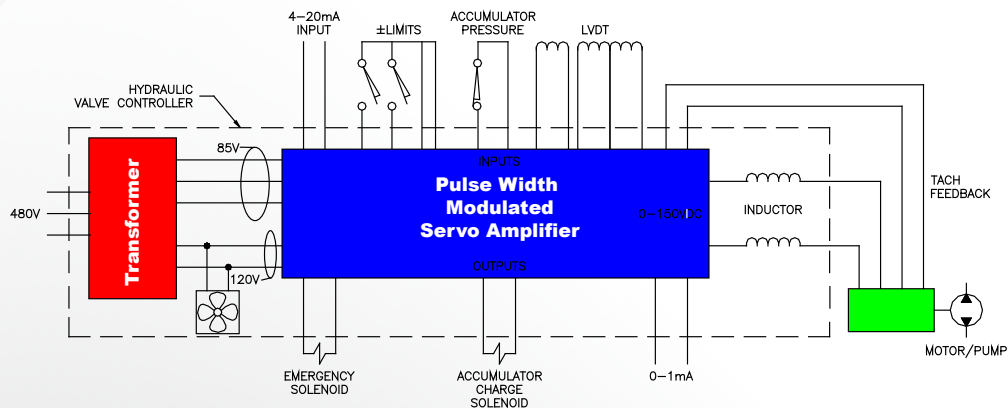 4-20mA
INPUT
±LIMITS
ACCUMULATOR
PRESSURE
LVDT
HYDRAULIC
VALVE CONTROLLER
85V
INPUTS
Transformer
Pulse Width
Modulated
Servo Amplifier
480V
0-150VDC
INDUCTOR
TACH
FEEDBACK
OUTPUTS
120V
MOTOR/PUMP
EMERGENCY
SOLENOID
ACCUMULATOR
CHARGE
SOLENOID
0-1mA